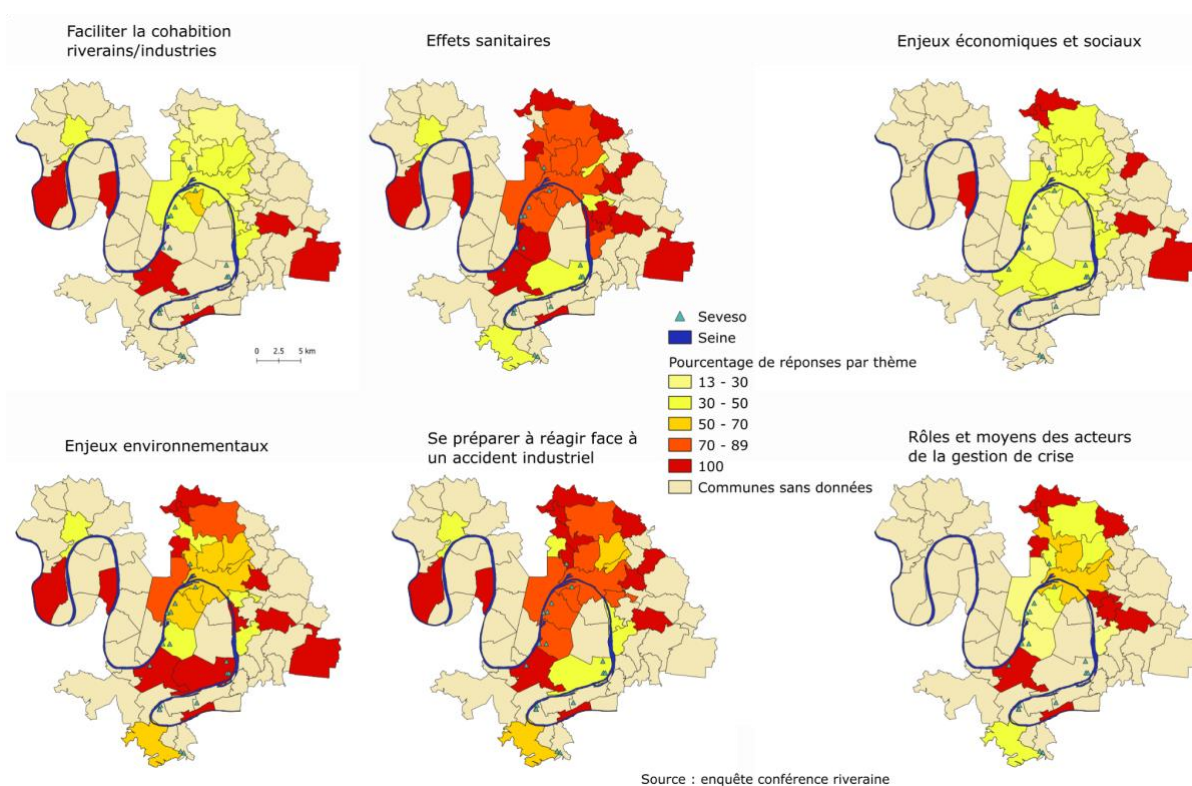 Faciliter la cohabition
riverains/industries
Effets sanitaires
Enjeux économiques et sociaux
0 2.5 5 km
Seveso
Seine
Pourcentage de réponses par thème
13 - 30
30 - 50
50 - 70
70 - 89
100
Communes sans données
Enjeux environnementaux
Se préparer à réagir face à
un accident industriel
Rôles et moyens des acteurs
de la gestion de crise
Source : enquête conférence riveraine